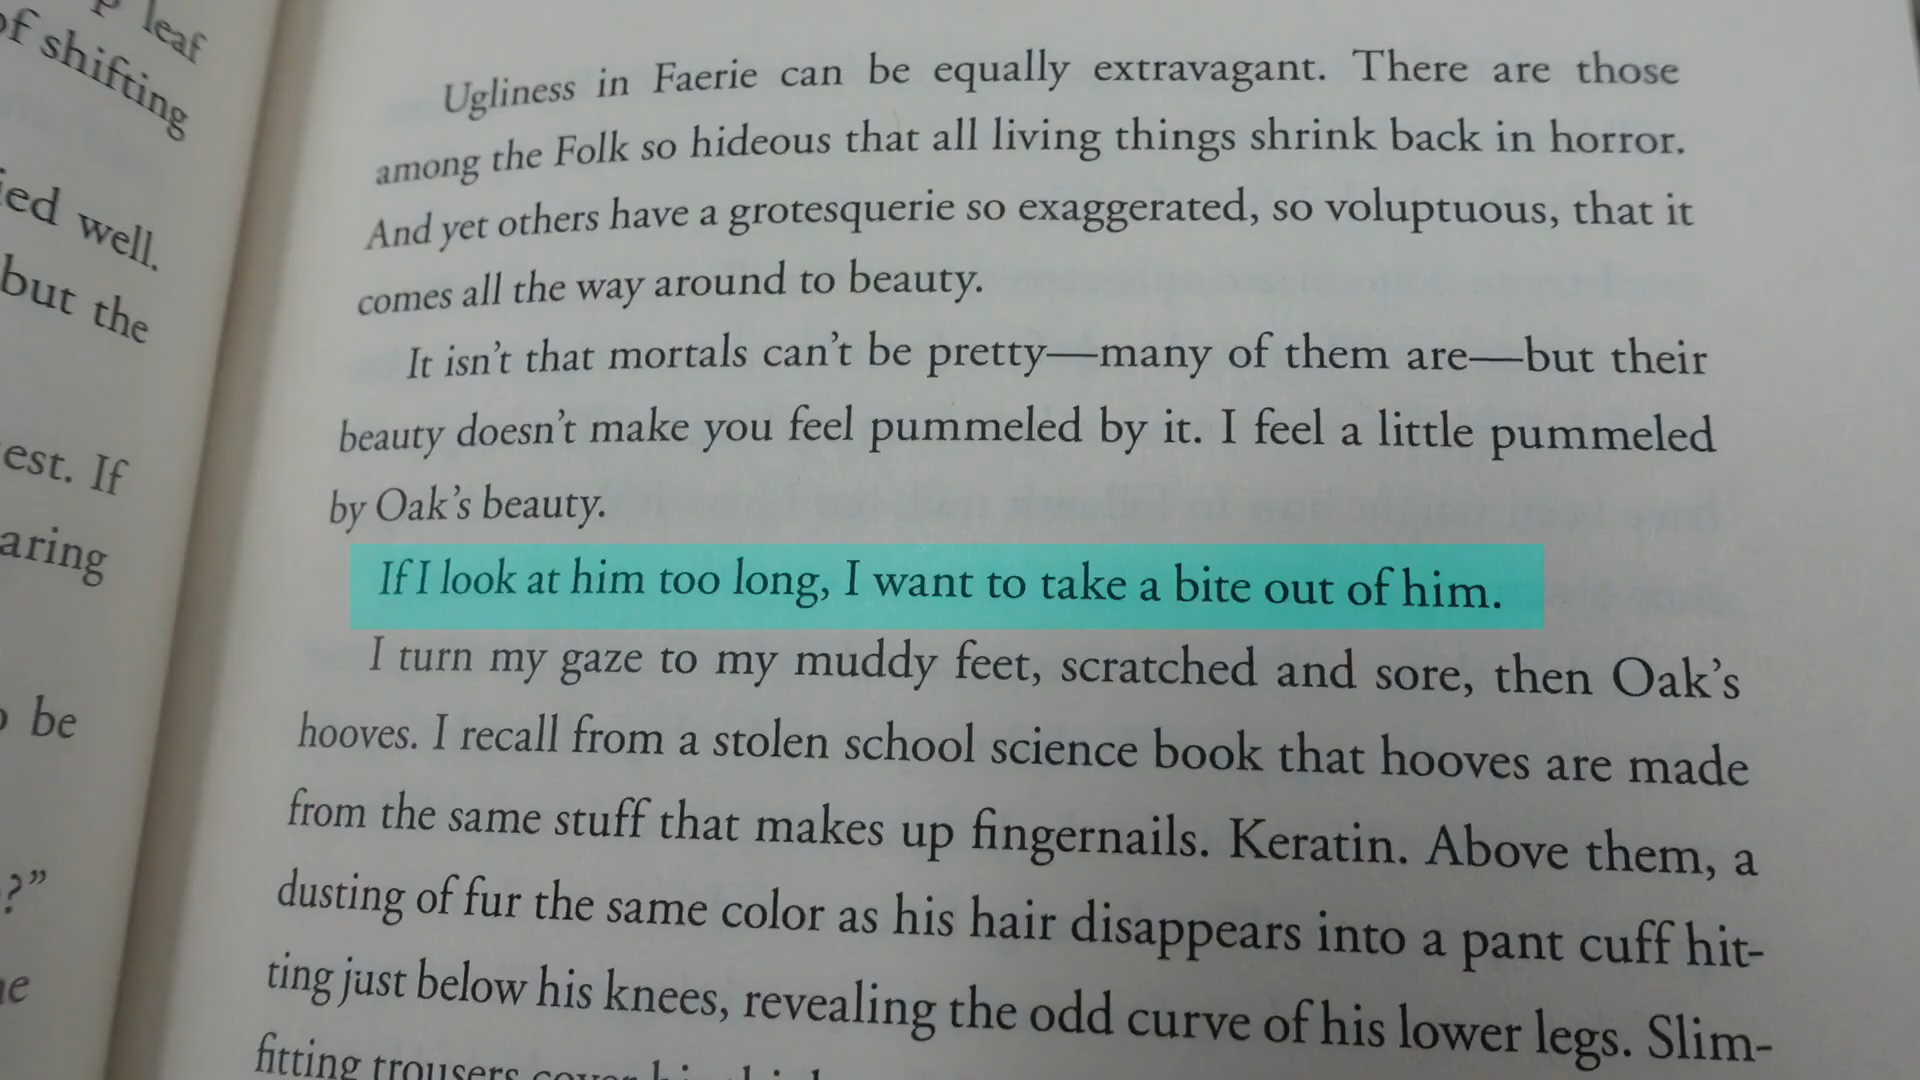 leaf
of shifting
ied well.
but the
est. If
aring
be
?”
Ugliness in Faerie can be equally extravagant. There are those
among the Folk so hideous that all living things shrink back in horror.
And yet others have a grotesquerie so exaggerated, so voluptuous, that it
comes all the way around to beauty.
It isn’t that mortals can’t be pretty—many of them are—but their
beauty doesn’t make you feel pummeled by it. I feel a little pummeled
by Oak’s beauty.
If I look at him too long, I want to take a bite out of him.
I turn my gaze to my muddy feet, scratched and sore, then Oak’s
hooves. I recall from a stolen school science book that hooves are made
from the same stuff that makes up fingernails. Keratin. Above them, a
dusting of fur the same color as his hair disappears into a pant cuff hit-
ting just below his knees, revealing the odd curve of his lower legs. Slim-
fitting trousers cover his